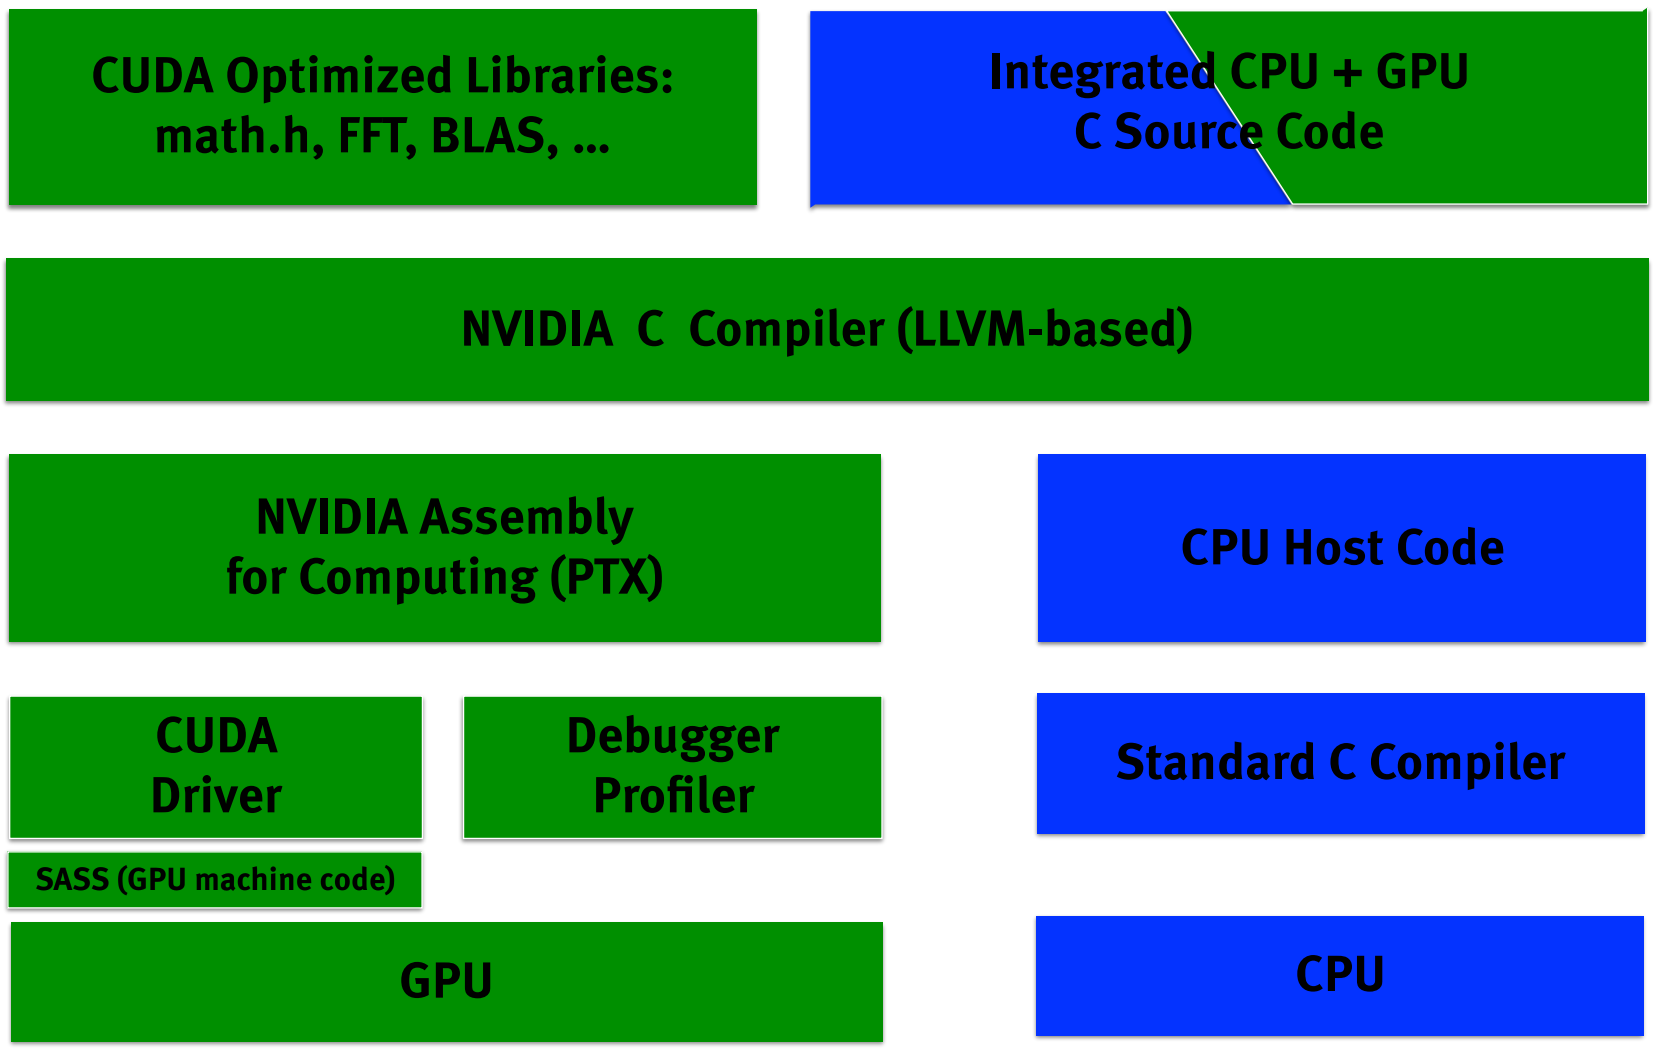 CUDA Optimized Libraries:
math.h, FFT, BLAS, …
Integrated CPU + GPU
C Source Code
NVIDIA C Compiler (LLVM-based)
NVIDIA Assembly
for Computing (PTX)
CPU Host Code
CUDA
Driver
Debugger
Profiler
Standard C Compiler
SASS (GPU machine code)
GPU
CPU